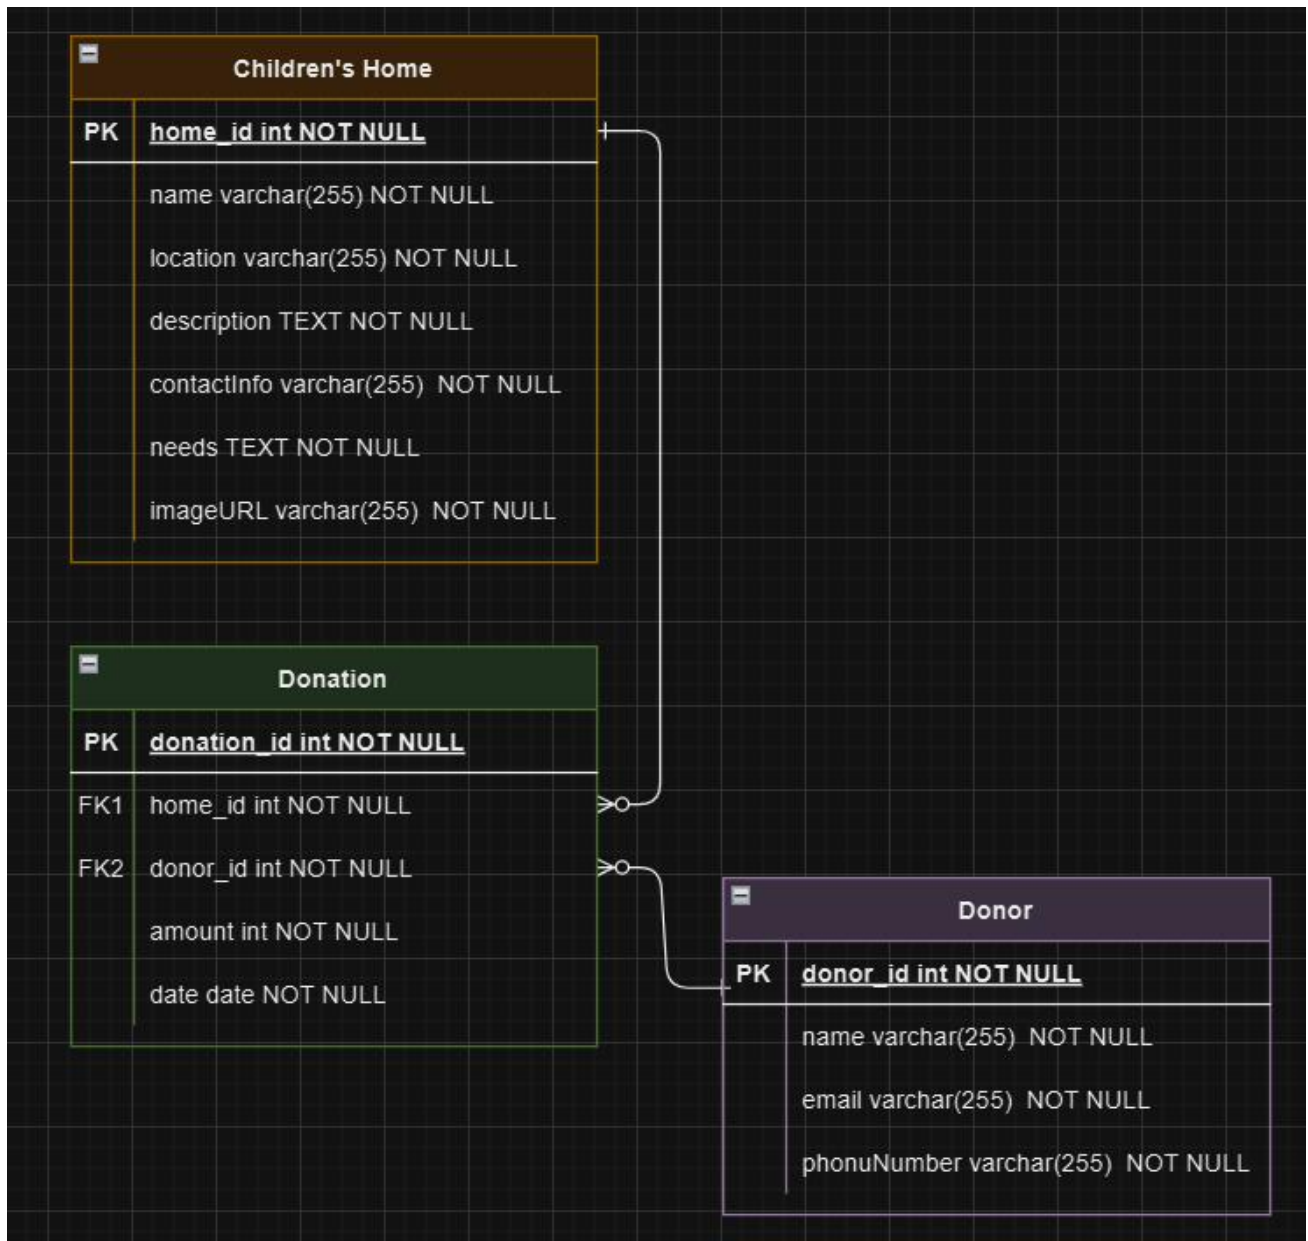 Children's Home
PK home_id int NOT NULL
name varchar(255) NOT NULL
location varchar(255) NOT NULL
description TEXT NOT NULL
contactInfo varchar(255) NOT NULL
needs TEXT NOT NULL
imageURL varchar(255) NOT NULL
Donation
PK donation_id int NOT NULL
FK1 home_id int NOT NULL
FK2 donor_id int NOT NULL
amount int NOT NULL
date date NOT NULL
Donor
PK donor_id int NOT NULL
name varchar(255) NOT NULL
email varchar(255) NOT NULL
phonuNumber varchar(255) NOT NULL